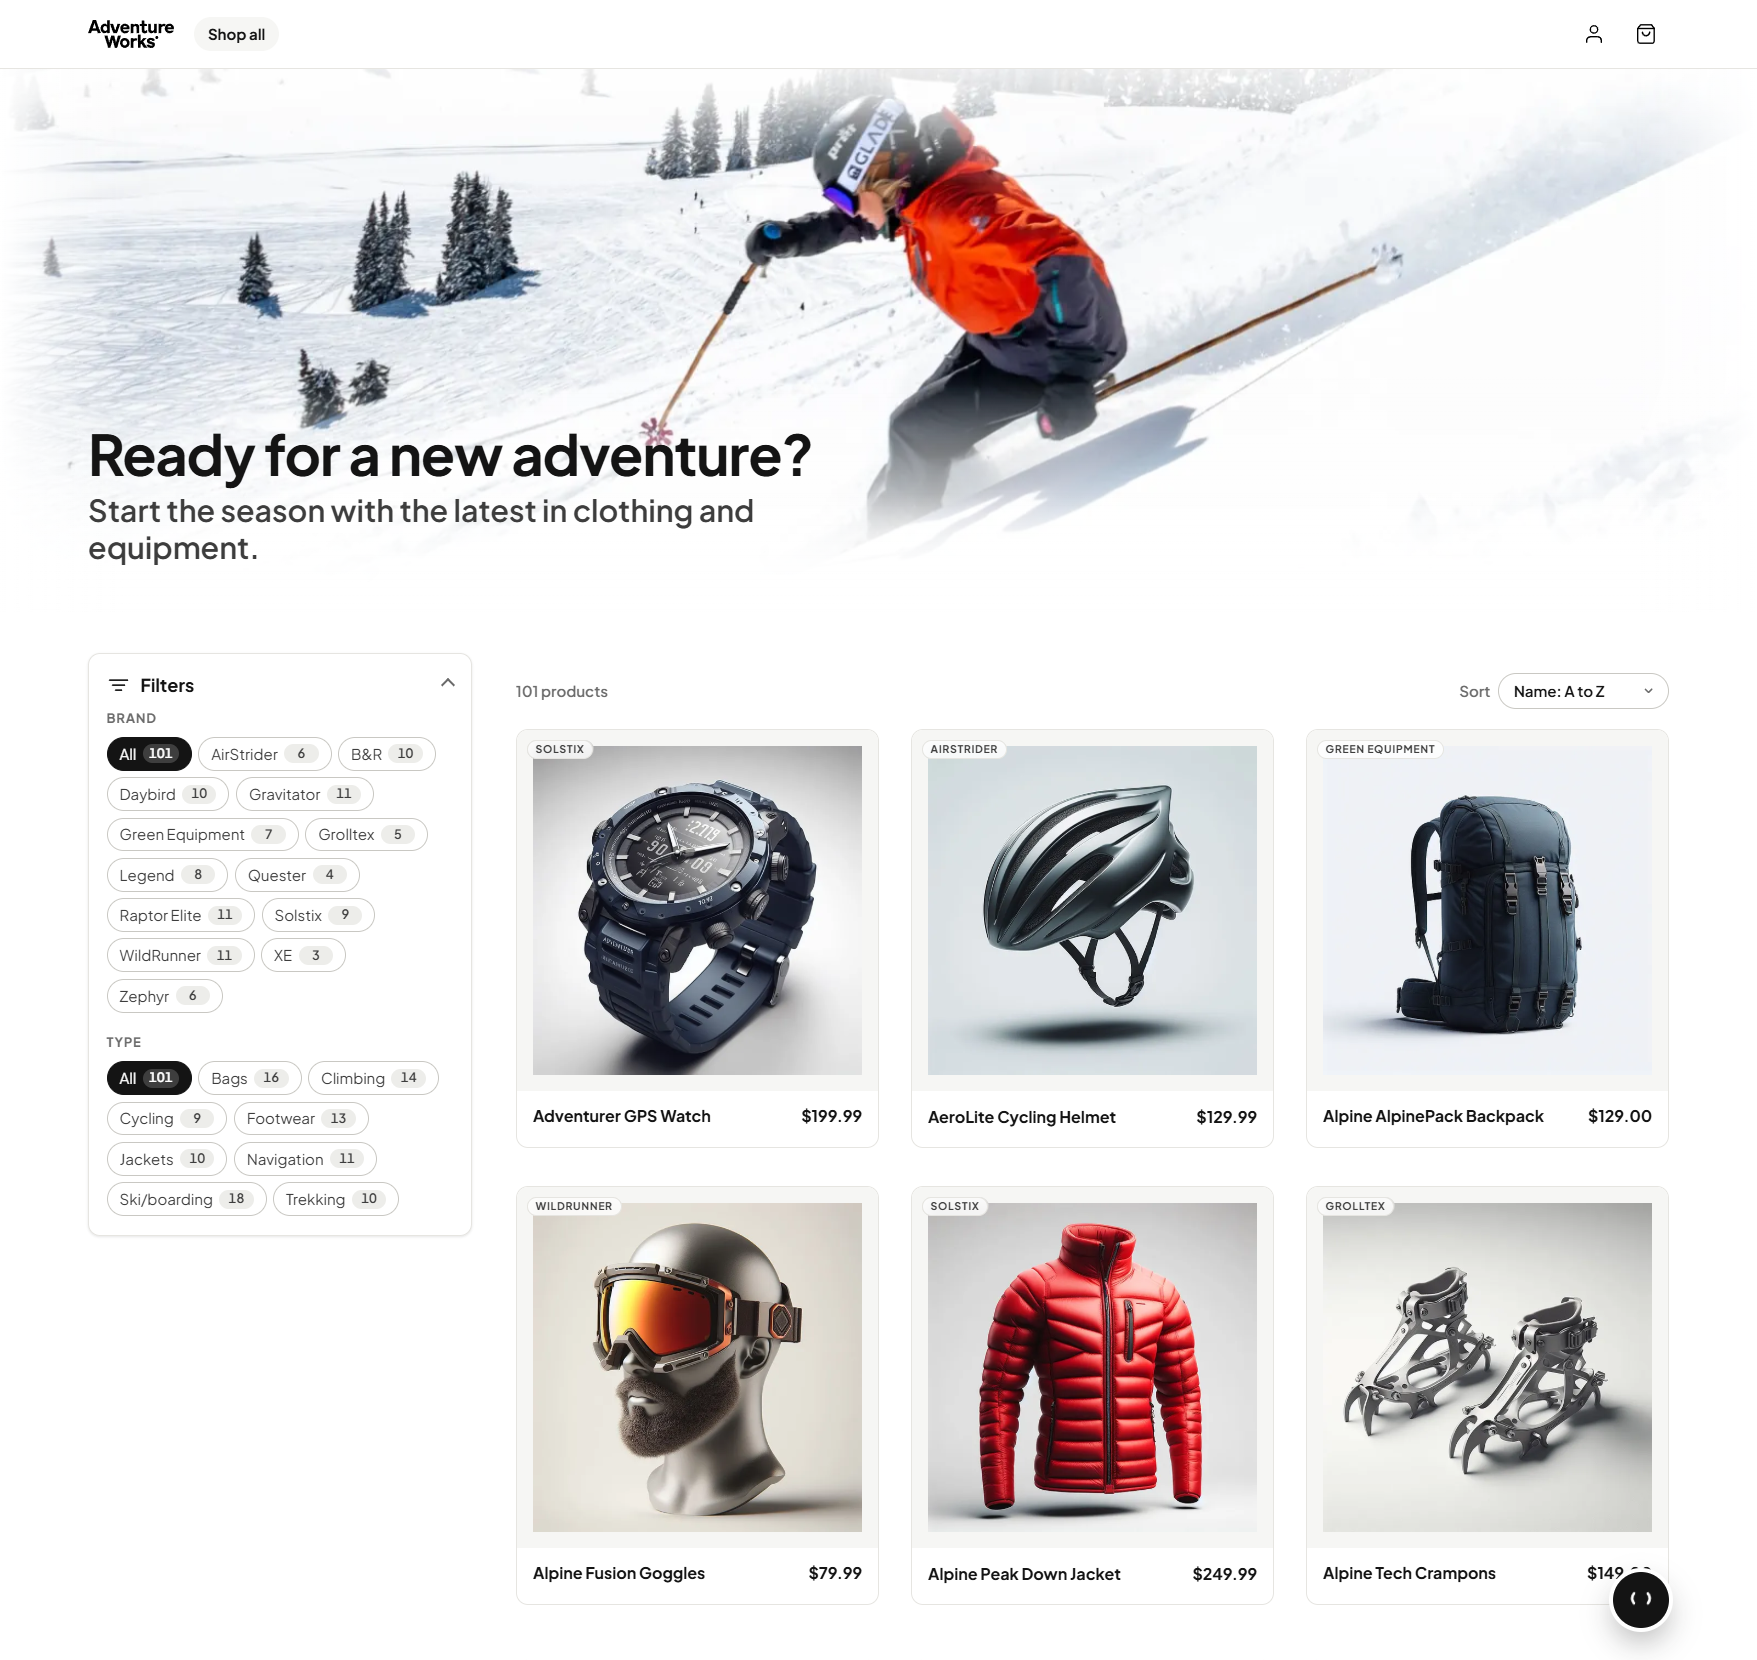 Adventure
Works
Shop all
GLADE
Ready for a new adventure?
Start the season with the latest in clothing and
equipment.
Filters
BRAND
All 101 AirStrider 6 B&R 10
Daybird 10 Gravitator 11
Green Equipment 7 Grolltex 5
Legend 8 Quester 4
Raptor Elite 11 Solstix 9
WildRunner 11 XE 3
Zephyr 6
TYPE
All 101 Bags 16 Climbing 14
Cycling 9 Footwear 13
Jackets 10 Navigation 11
Ski/boarding 18 Trekking 10
101 products
Sort Name: A to Z
SOLSTIX
Adventurer GPS Watch $199.99
AIRSTRIDER
AeroLite Cycling Helmet $129.99
GREEN EQUIPMENT
Alpine AlpinePack Backpack $129.00
WILDRUNNER
Alpine Fusion Goggles $79.99
SOLSTIX
Alpine Peak Down Jacket $249.99
GROLLTEX
Alpine Tech Crampons